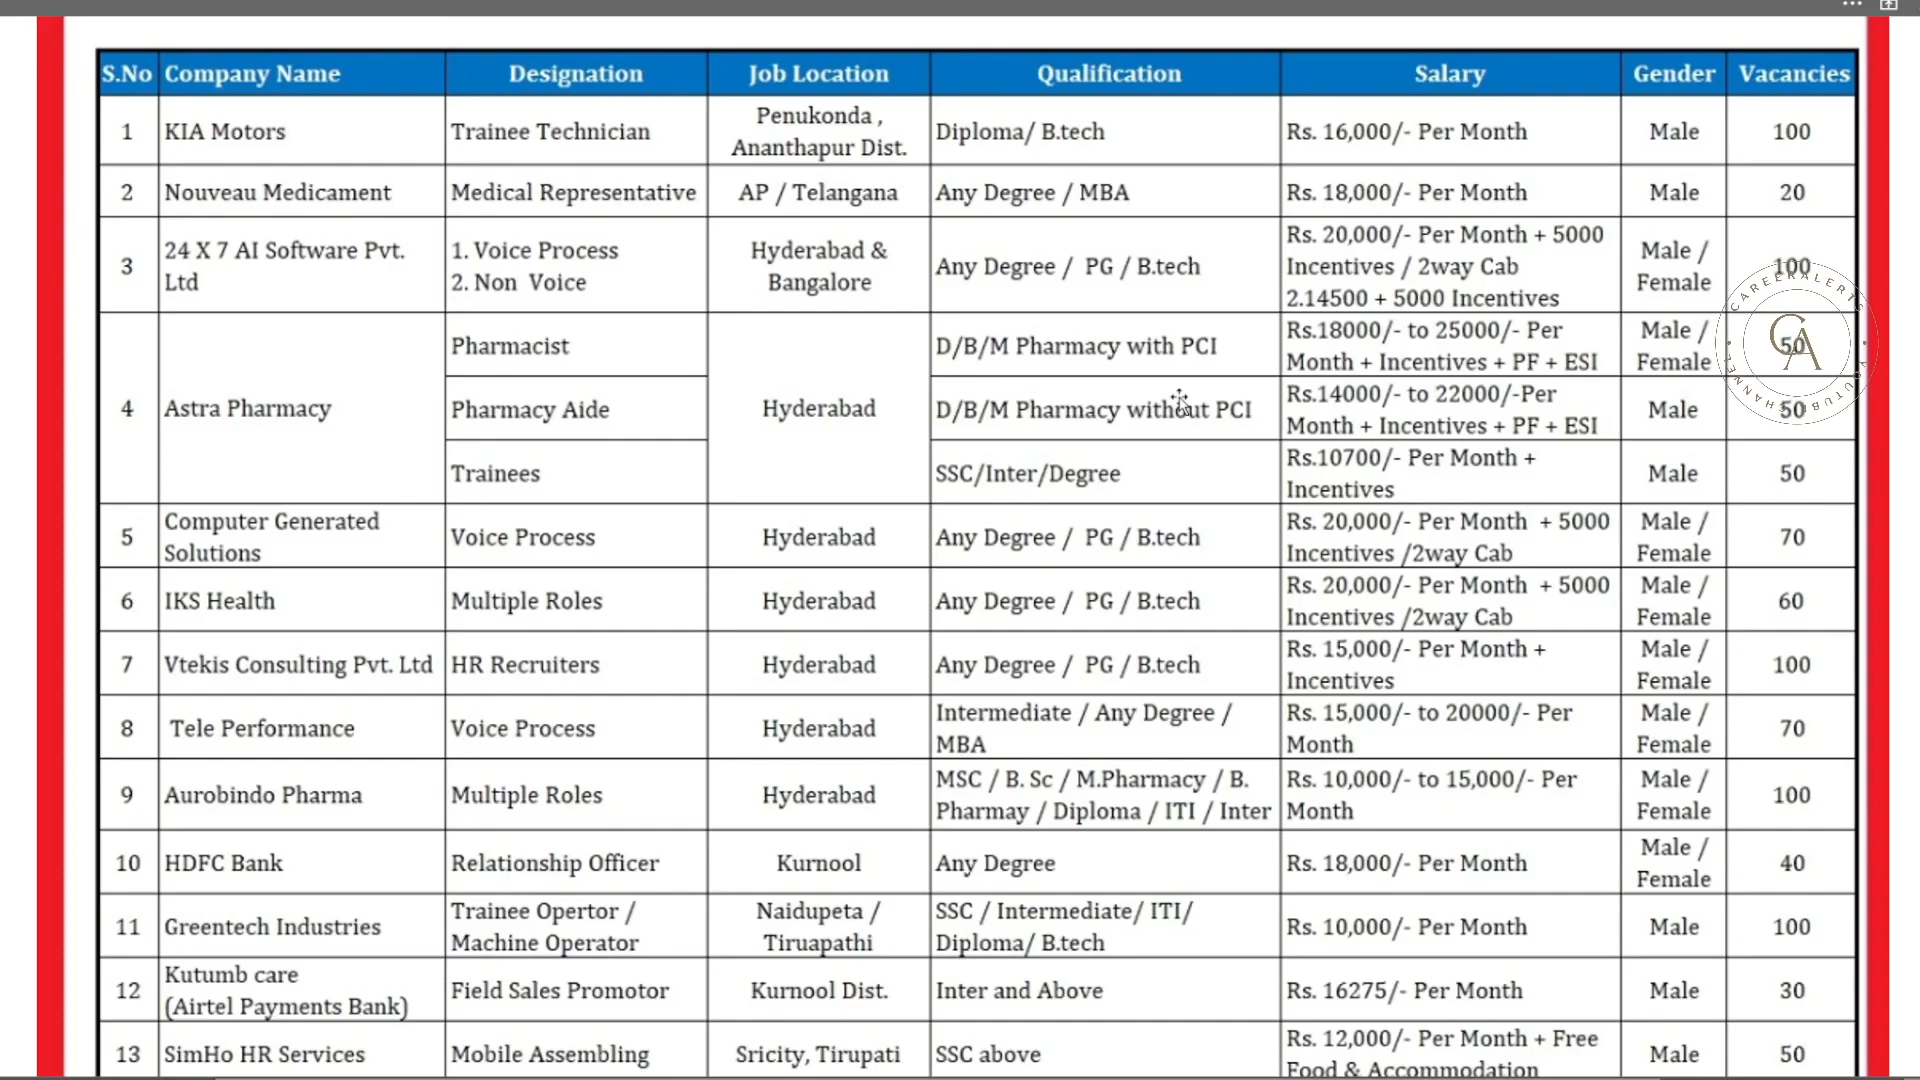 S.No Company Name Designation Job Location Qualification Salary Gender Vacancies
1 KIA Motors Trainee Technician Penukonda , Ananthapur Dist. Diploma/ B.tech Rs. 16,000/- Per Month Male 100
2 Nouveau Medicament Medical Representative AP / Telangana Any Degree / MBA Rs. 18,000/- Per Month Male 20
3 24 X 7 AI Software Pvt. Ltd 1. Voice Process 2. Non Voice Hyderabad & Bangalore Any Degree / PG / B.tech Rs. 20,000/- Per Month + 5000 Incentives / 2way Cab 2.14500 + 5000 Incentives Male / Female 100
4 Astra Pharmacy Pharmacist Hyderabad D/B/M Pharmacy with PCI Rs.18000/- to 25000/- Per Month + Incentives + PF + ESI Male / Female 50
Pharmacy Aide D/B/M Pharmacy without PCI Rs.14000/- to 22000/-Per Month + Incentives + PF + ESI Male 50
Trainees SSC/Inter/Degree Rs.10700/- Per Month + Incentives Male 50
5 Computer Generated Solutions Voice Process Hyderabad Any Degree / PG / B.tech Rs. 20,000/- Per Month + 5000 Incentives /2way Cab Male / Female 70
6 IKS Health Multiple Roles Hyderabad Any Degree / PG / B.tech Rs. 20,000/- Per Month + 5000 Incentives /2way Cab Male / Female 60
7 Vtekis Consulting Pvt. Ltd HR Recruiters Hyderabad Any Degree / PG / B.tech Rs. 15,000/- Per Month + Incentives Male / Female 100
8 Tele Performance Voice Process Hyderabad Intermediate / Any Degree / MBA Rs. 15,000/- to 20000/- Per Month Male / Female 70
9 Aurobindo Pharma Multiple Roles Hyderabad MSC / B. Sc / M.Pharmacy / B. Pharmay / Diploma / ITI / Inter Rs. 10,000/- to 15,000/- Per Month Male / Female 100
10 HDFC Bank Relationship Officer Kurnool Any Degree Rs. 18,000/- Per Month Male / Female 40
11 Greentech Industries Trainee Opertor / Machine Operator Naidupeta / Tiruapathi SSC / Intermediate/ ITI/ Diploma/ B.tech Rs. 10,000/- Per Month Male 100
12 Kutumb care (Airtel Payments Bank) Field Sales Promotor Kurnool Dist. Inter and Above Rs. 16275/- Per Month Male 30
13 SimHo HR Services Mobile Assembling Sricity, Tirupati SSC above Rs. 12,000/- Per Month + Free Food & Accommodation Male 50
CAREERALERTS
CA
YOUTUBE CHANNEL